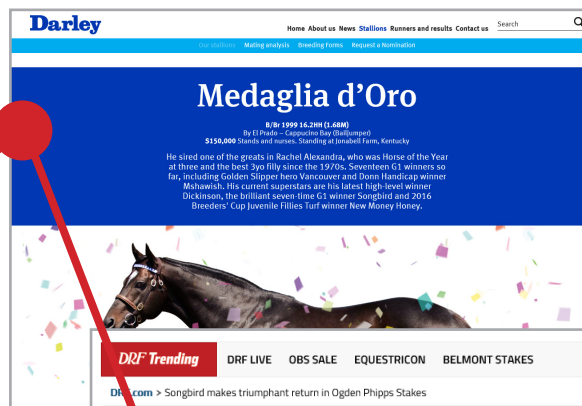 Darley
Home About us News Stallions Runners and results Contact us Search
Our stallions Mating analysis Breeding Forms Request a Nomination
Medaglia d'Oro
B/Br 1999 16.2HH (1.68M)
By El Prado – Cappucino Bay (Bailjumper)
$150,000 Stands and nurses. Standing at Jonabell Farm, Kentucky
He sired one of the greats in Rachel Alexandra, who was Horse of the Year
at three and the best 3yo filly since the 1970s. Seventeen G1 winners so
far, including Golden Slipper hero Vancouver and Donn Handicap winner
Mshawish. His current superstars are his latest high-level winner
Dickinson, the brilliant seven-time G1 winner Songbird and 2016
Breeders' Cup Juvenile Fillies Turf winner New Money Honey.
DRF Trending DRF LIVE OBS SALE EQUESTRICON BELMONT STAKES
DRF.com > Songbird makes triumphant return in Ogden Phipps Stakes